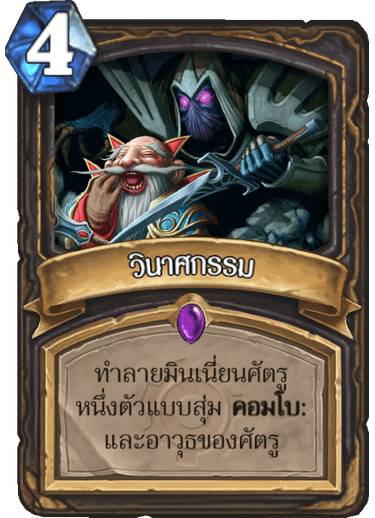 4
วินาศกรรม
ทำลายมินเนี่ยนศัตรู
หนึ่งตัวแบบสุ่ม คอมโบ:
และอาวุธของศัตรู